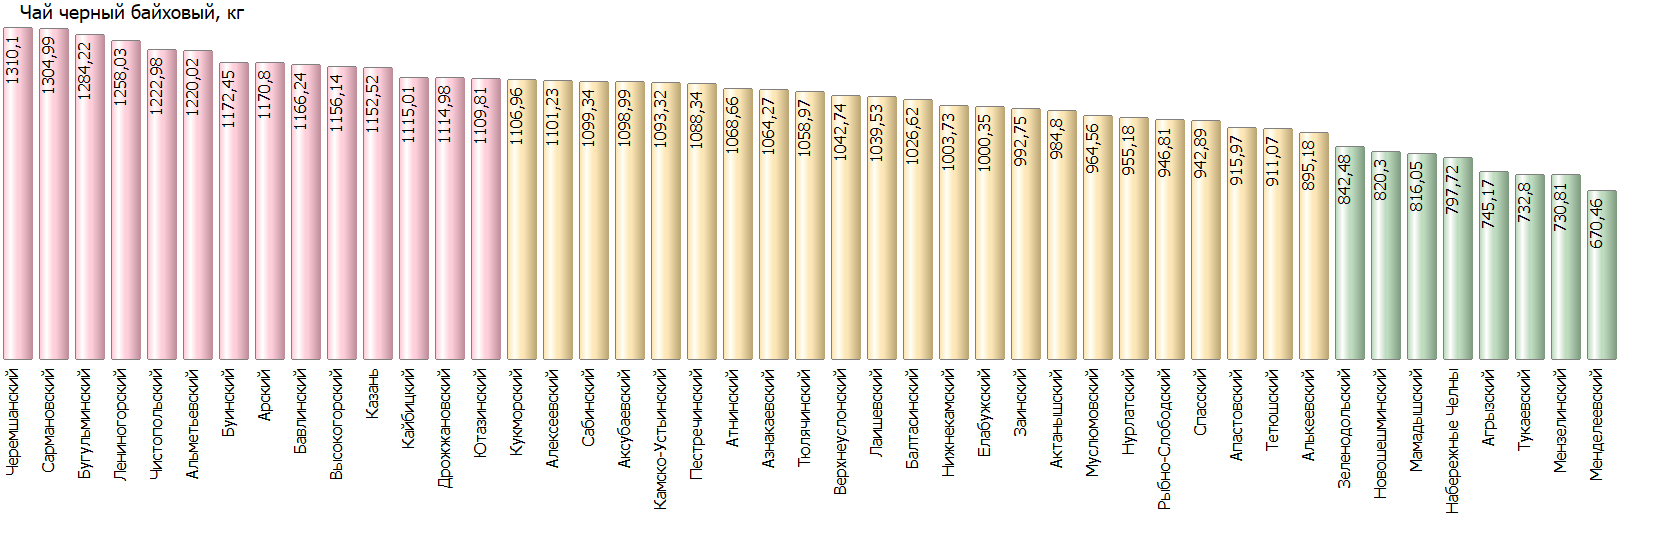 Чай черный байховый, кг
1310,1
1304,99
1284,22
1258,03
1222,98
1220,02
1172,45
1170,8
1166,24
1156,14
1152,52
1115,01
1114,98
1109,81
1106,96
1101,23
1099,34
1098,99
1093,32
1088,34
1068,66
1064,27
1058,97
1042,74
1039,53
1026,62
1003,73
1000,35
992,75
984,8
964,56
955,18
946,81
942,89
915,97
911,07
895,18
842,48
820,3
816,05
797,72
745,17
732,8
730,81
670,46
Черемшанский
Сармановский
Бугульминский
Лениногорский
Чистопольский
Альметьевский
Буинский
Арский
Бавлинский
Высокогорский
Казань
Кайбицкий
Дрожжановский
Ютазинский
Кукморский
Алексеевский
Сабинский
Аксубаевский
Камско-Устьинский
Пестречинский
Атнинский
Азнакаевский
Тюлячинский
Верхнеуслонский
Лаишевский
Балтасинский
Нижнекамский
Елабужский
Заинский
Актанышский
Муслюмовский
Нурлатский
Рыбно-Слободский
Спасский
Апастовский
Тетюшский
Алькеевский
Зеленодольский
Новошешминский
Мамадышский
Набережные Челны
Агрызский
Тукаевский
Мензелинский
Менделеевский